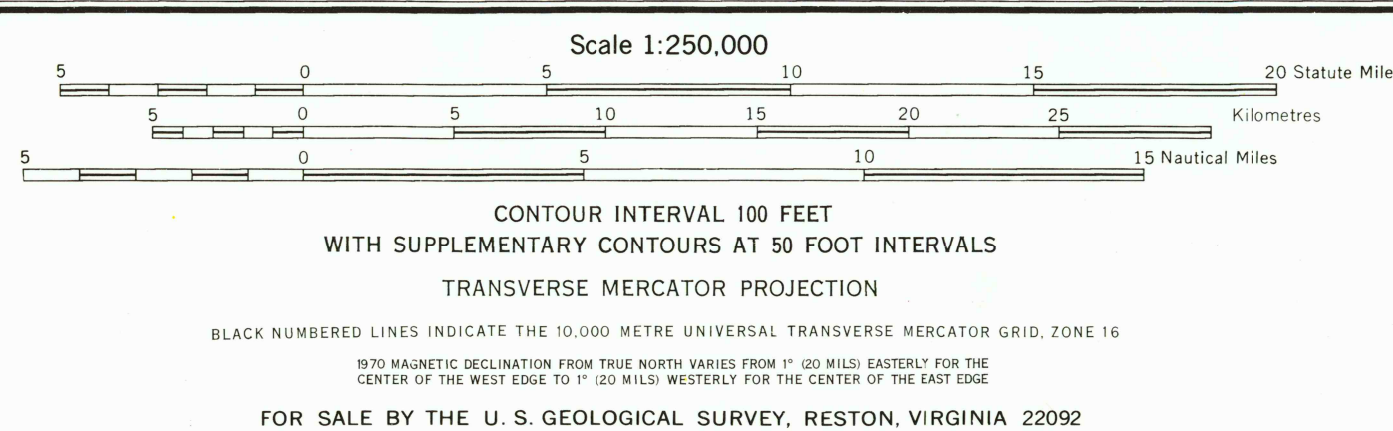 Scale 1:250,000
5 0 5 10 15 20 Statute Mile
5 0 5 10 15 20 25 Kilometres
5 0 5 10 15 Nautical Miles
CONTOUR INTERVAL 100 FEET
WITH SUPPLEMENTARY CONTOURS AT 50 FOOT INTERVALS
TRANSVERSE MERCATOR PROJECTION
BLACK NUMBERED LINES INDICATE THE 10,000 METRE UNIVERSAL TRANSVERSE MERCATOR GRID, ZONE 16
1970 MAGNETIC DECLINATION FROM TRUE NORTH VARIES FROM 1° (20 MILS) EASTERLY FOR THE
CENTER OF THE WEST EDGE TO 1° (20 MILS) WESTERLY FOR THE CENTER OF THE EAST EDGE
FOR SALE BY THE U. S. GEOLOGICAL SURVEY, RESTON, VIRGINIA 22092